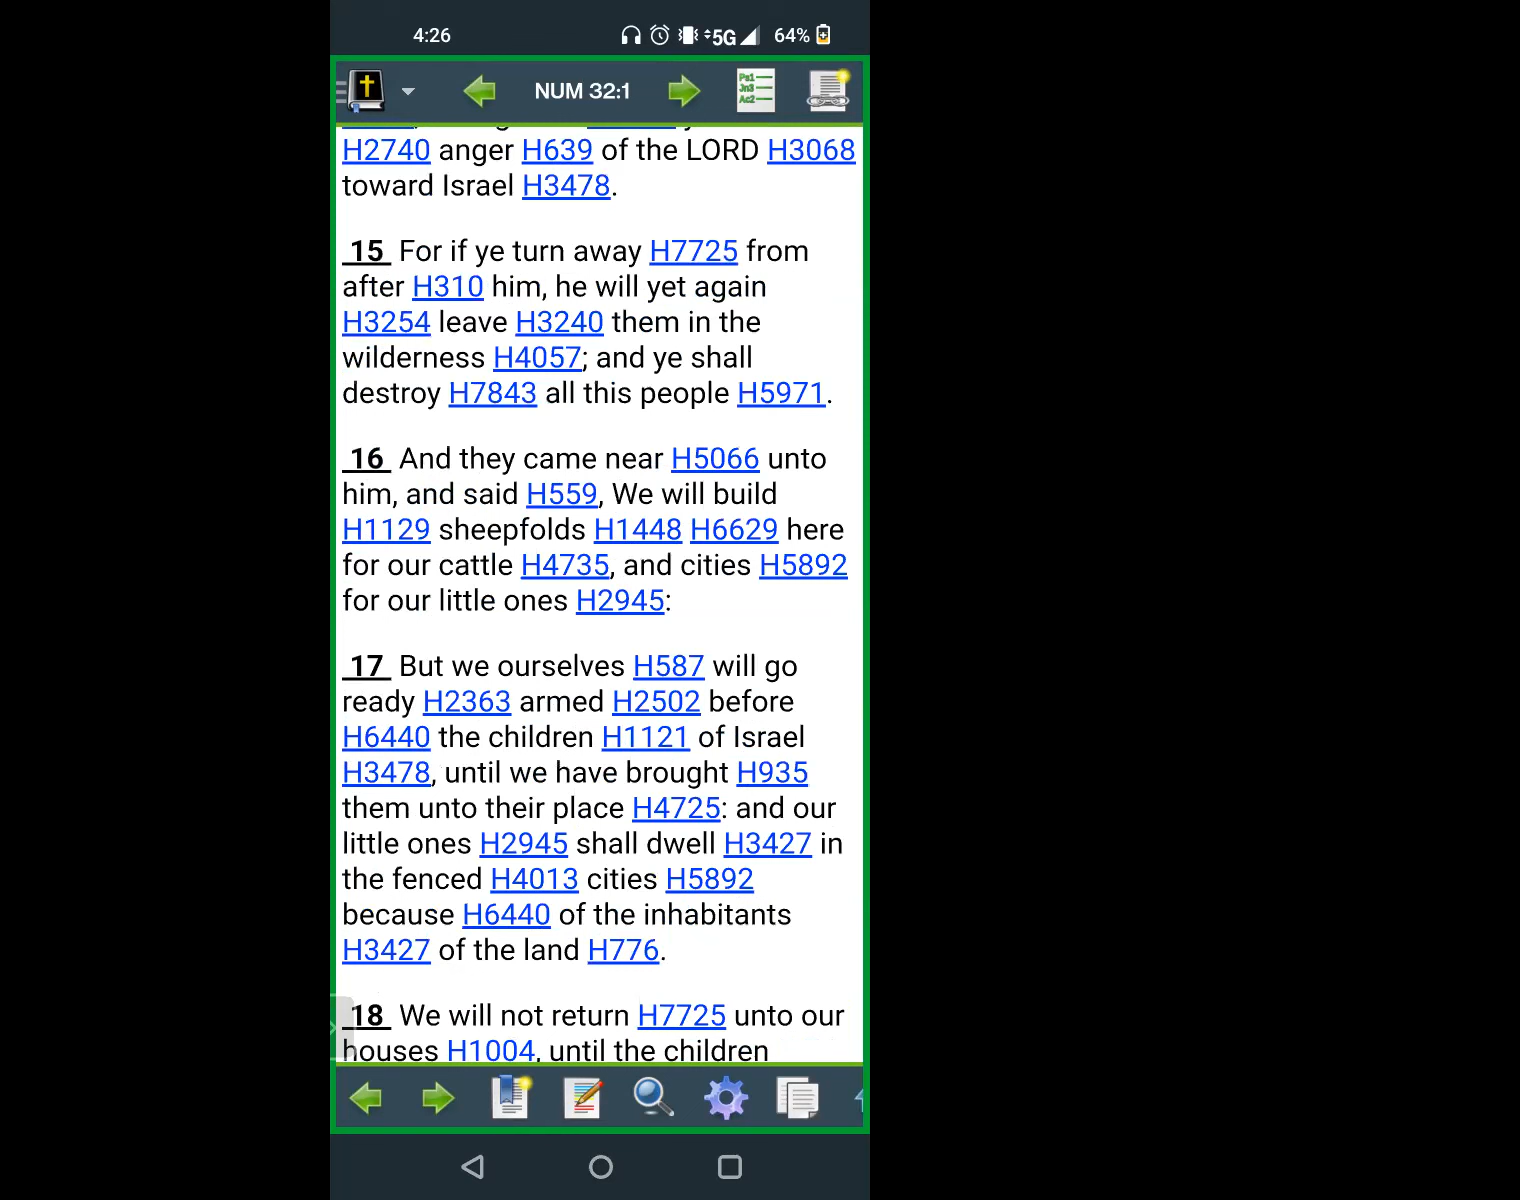 4:26 5G 64%
NUM 32:1
Ps1
Jn3
Ac2
H2740 anger H639 of the LORD H3068
toward Israel H3478.
15 For if ye turn away H7725 from
after H310 him, he will yet again
H3254 leave H3240 them in the
wilderness H4057; and ye shall
destroy H7843 all this people H5971.
16 And they came near H5066 unto
him, and said H559, We will build
H1129 sheepfolds H1448 H6629 here
for our cattle H4735, and cities H5892
for our little ones H2945:
17 But we ourselves H587 will go
ready H2363 armed H2502 before
H6440 the children H1121 of Israel
H3478, until we have brought H935
them unto their place H4725: and our
little ones H2945 shall dwell H3427 in
the fenced H4013 cities H5892
because H6440 of the inhabitants
H3427 of the land H776.
18 We will not return H7725 unto our
houses H1004, until the children